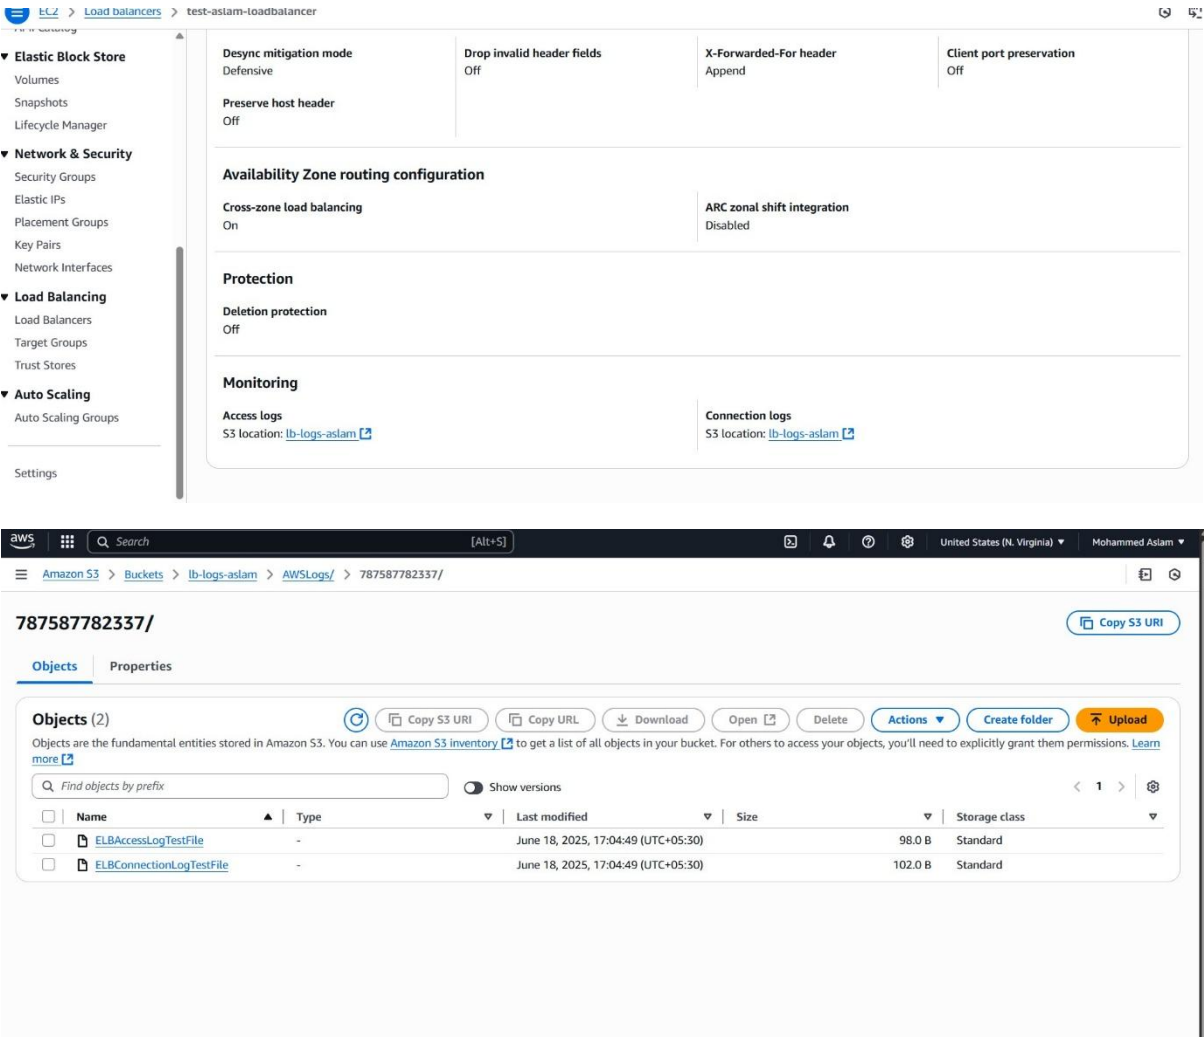 EC2 > Load balancers > test-aslam-loadbalancer
AMI Catalog
Elastic Block Store
Volumes
Snapshots
Lifecycle Manager
Network & Security
Security Groups
Elastic IPs
Placement Groups
Key Pairs
Network Interfaces
Load Balancing
Load Balancers
Target Groups
Trust Stores
Auto Scaling
Auto Scaling Groups
Settings
Desync mitigation mode
Defensive
Drop invalid header fields
Off
X-Forwarded-For header
Append
Client port preservation
Off
Preserve host header
Off
Availability Zone routing configuration
Cross-zone load balancing
On
ARC zonal shift integration
Disabled
Protection
Deletion protection
Off
Monitoring
Access logs
S3 location: lb-logs-aslam
Connection logs
S3 location: lb-logs-aslam
aws Search [Alt+S] United States (N. Virginia) Mohammed Aslam
Amazon S3 > Buckets > lb-logs-aslam > AWSLogs/ > 787587782337/
787587782337/ Copy S3 URI
Objects Properties
Objects (2) Copy S3 URI Copy URL Download Open Delete Actions Create folder Upload
Objects are the fundamental entities stored in Amazon S3. You can use Amazon S3 inventory to get a list of all objects in your bucket. For others to access your objects, you'll need to explicitly grant them permissions. Learn
more
Find objects by prefix Show versions < 1 >
Name Type Last modified Size Storage class
ELBAccessLogTestFile - June 18, 2025, 17:04:49 (UTC+05:30) 98.0 B Standard
ELBConnectionLogTestFile - June 18, 2025, 17:04:49 (UTC+05:30) 102.0 B Standard